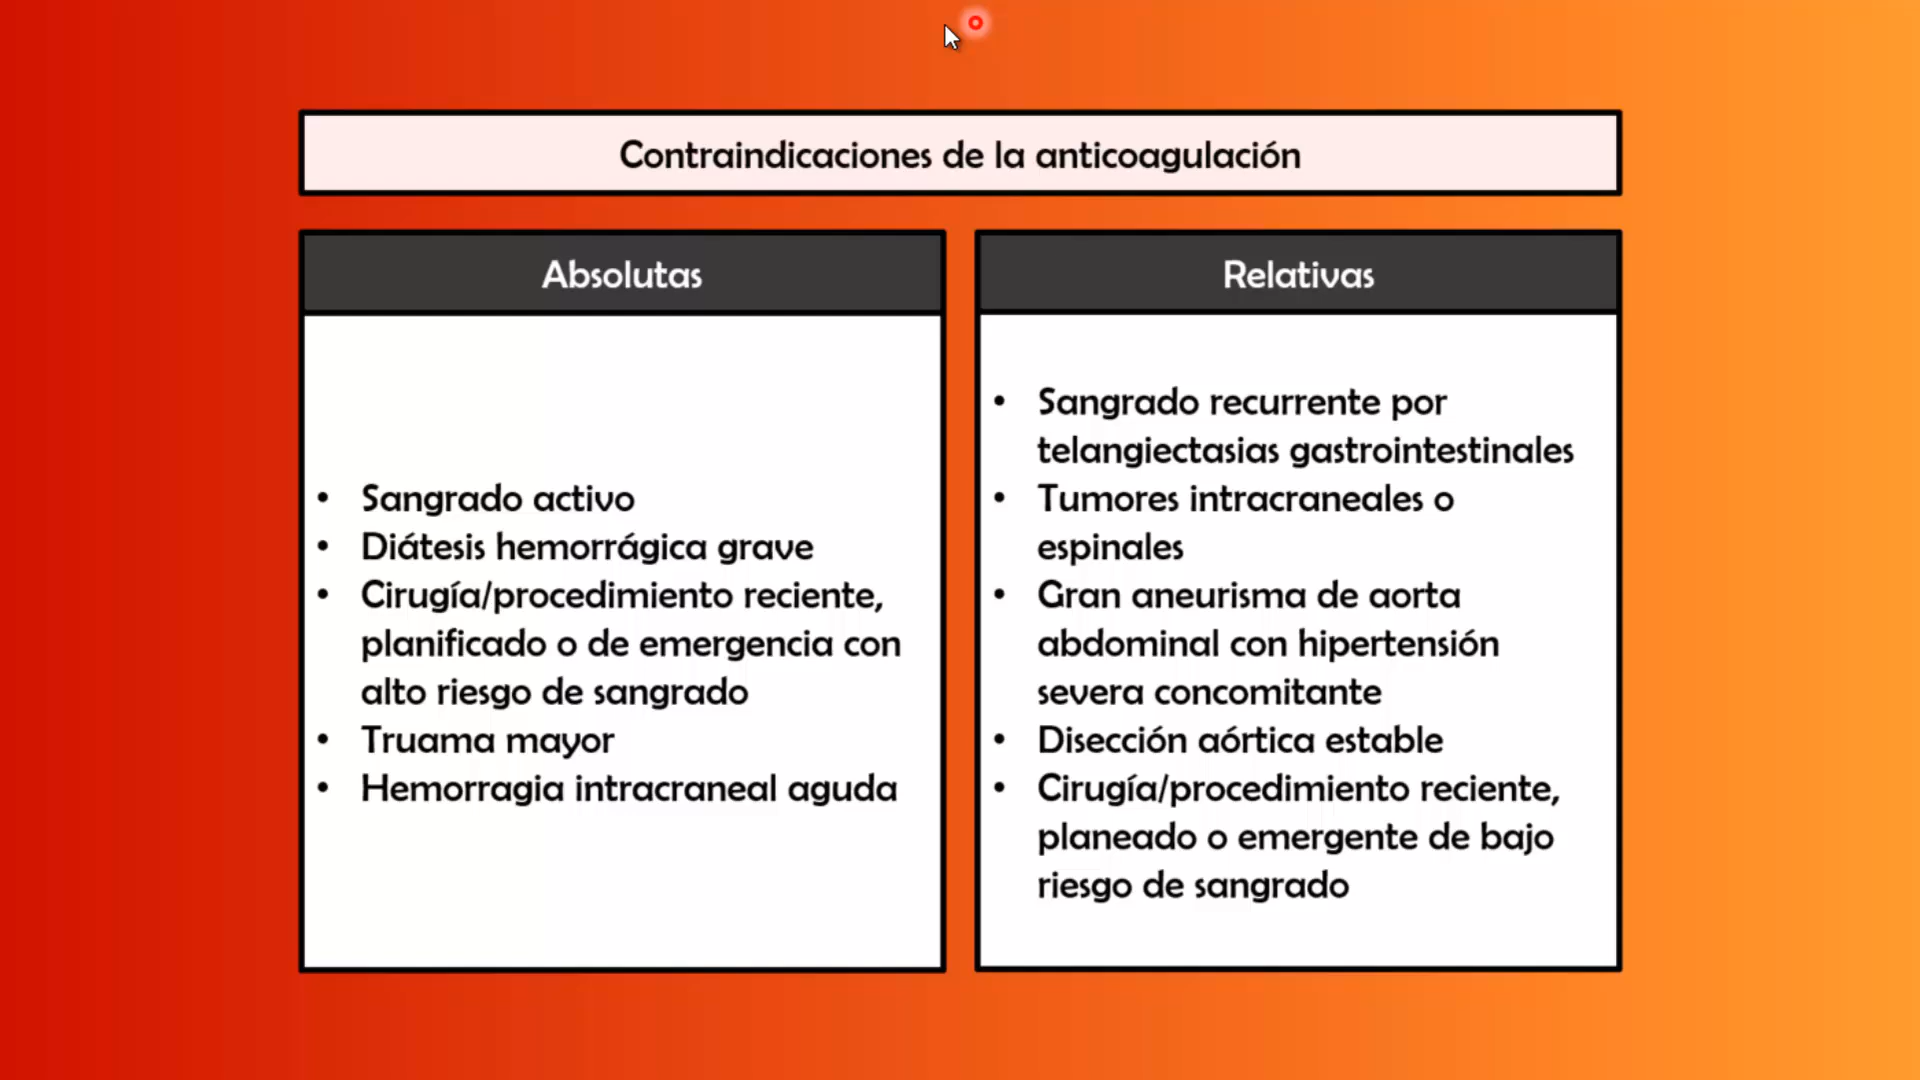 Contraindicaciones de la anticoagulación
Absolutas
• Sangrado activo
• Diátesis hemorrágica grave
• Cirugía/procedimiento reciente,
planificado o de emergencia con
alto riesgo de sangrado
• Truama mayor
• Hemorragia intracraneal aguda
Relativas
• Sangrado recurrente por
telangiectasias gastrointestinales
• Tumores intracraneales o
espinales
• Gran aneurisma de aorta
abdominal con hipertensión
severa concomitante
• Disección aórtica estable
• Cirugía/procedimiento reciente,
planeado o emergente de bajo
riesgo de sangrado